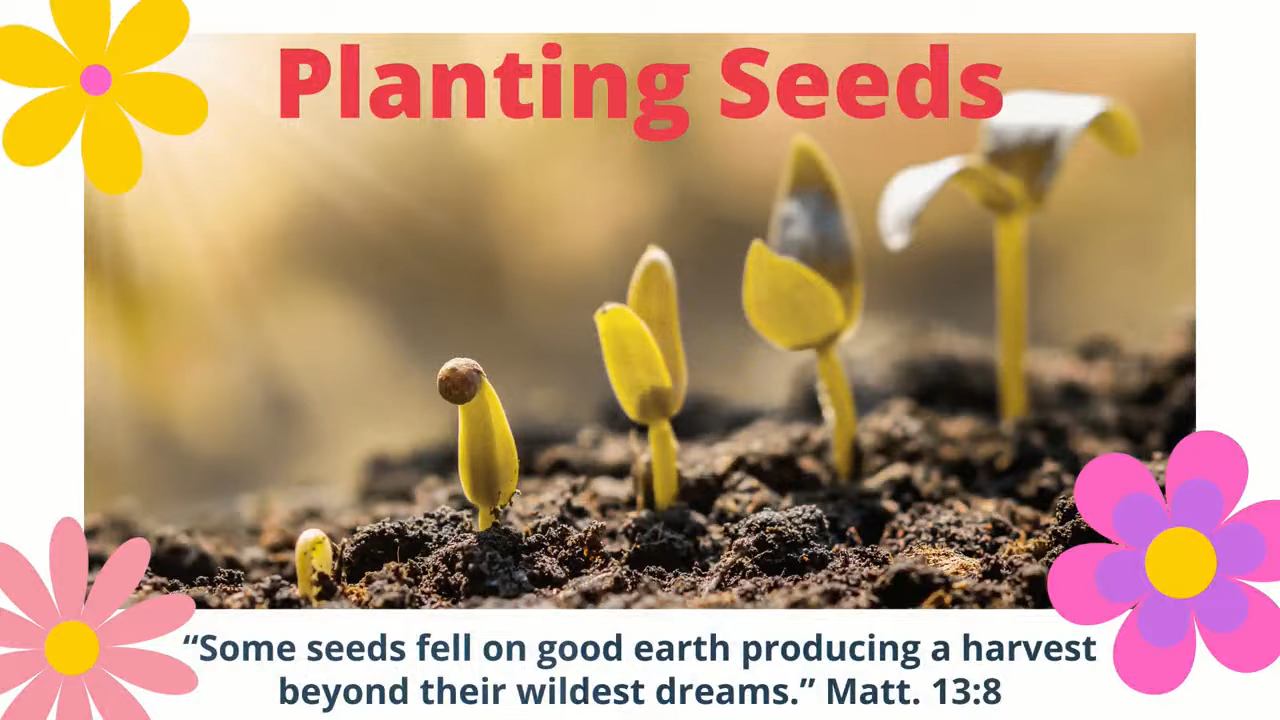 Planting Seeds
“Some seeds fell on good earth producing a harvest
beyond their wildest dreams.” Matt. 13:8